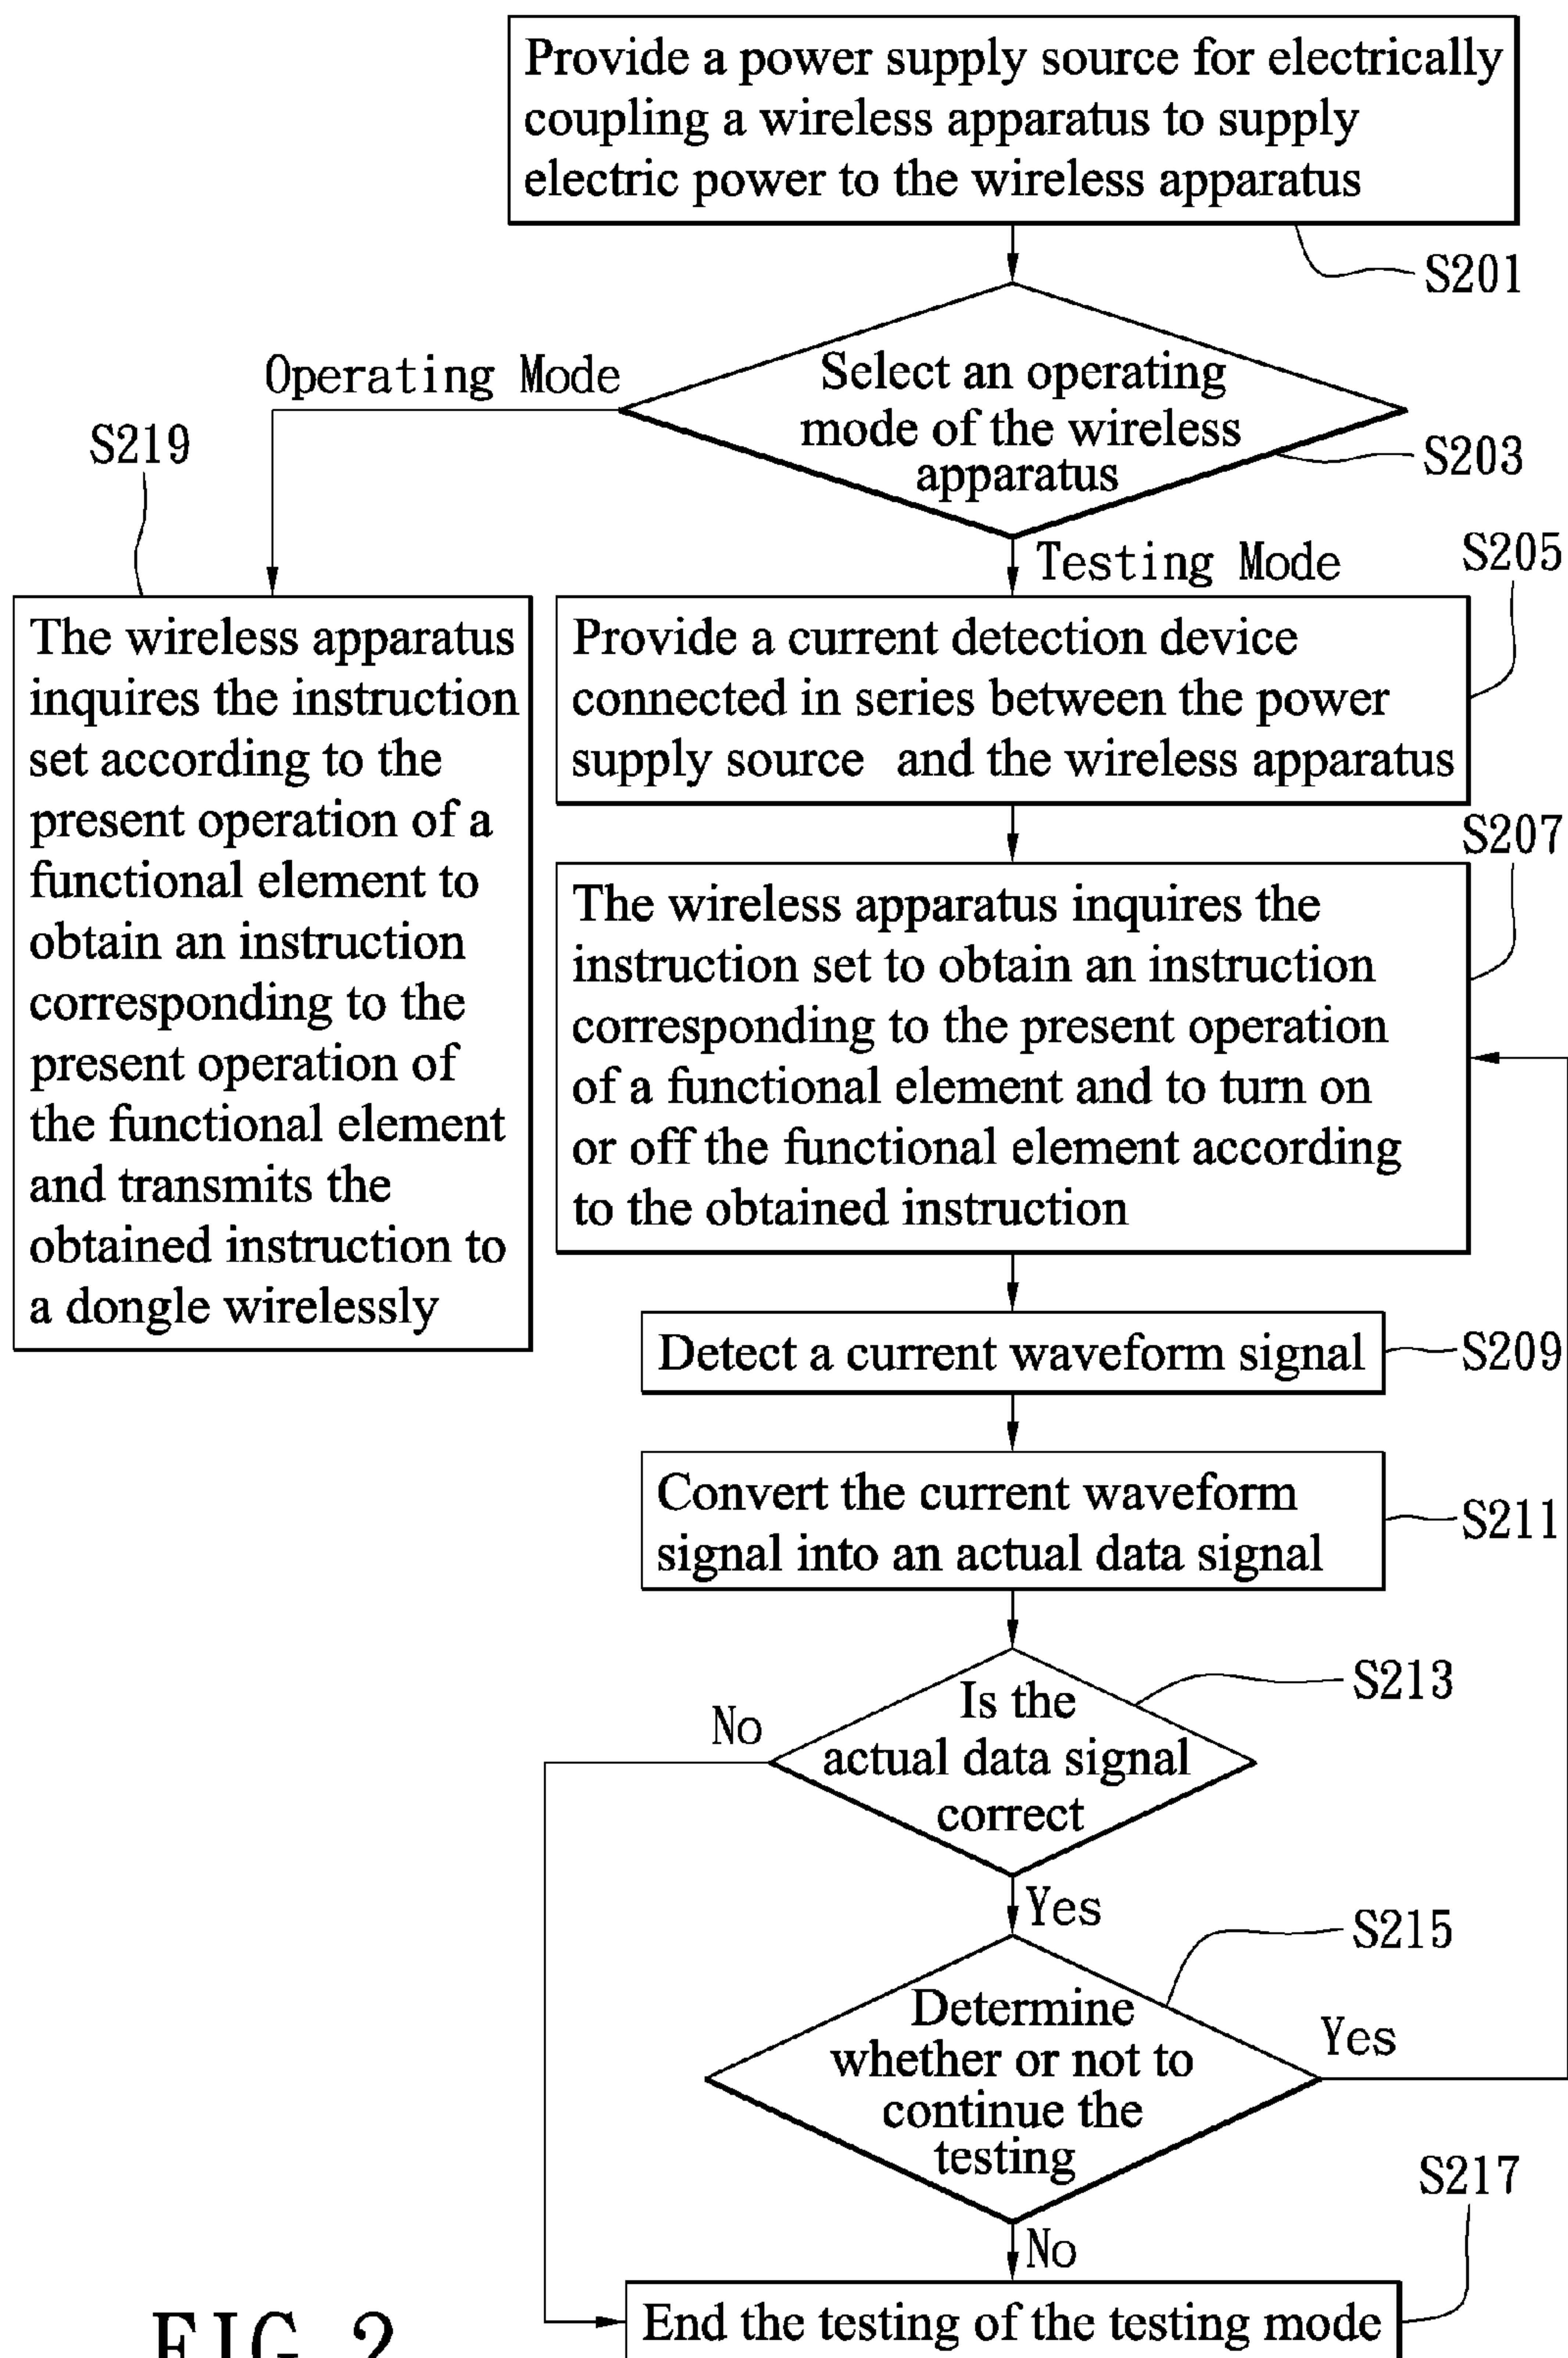 Provide a power supply source for electrically
coupling a wireless apparatus to supply
electric power to the wireless apparatus
S201
Operating Mode
Select an operating
mode of the wireless
apparatus
S203
S219
Testing Mode
S205
The wireless apparatus
inquires the instruction
set according to the
present operation of a
functional element to
obtain an instruction
corresponding to the
present operation of
the functional element
and transmits the
obtained instruction to
a dongle wirelessly
Provide a current detection device
connected in series between the power
supply source and the wireless apparatus
S207
The wireless apparatus inquires the
instruction set to obtain an instruction
corresponding to the present operation
of a functional element and to turn on
or off the functional element according
to the obtained instruction
Detect a current waveform signal
S209
Convert the current waveform
signal into an actual data signal
S211
S213
No
Is the
actual data signal
correct
Yes
S215
Determine
whether or not to
continue the
testing
Yes
S217
No
End the testing of the testing mode
FIG 2